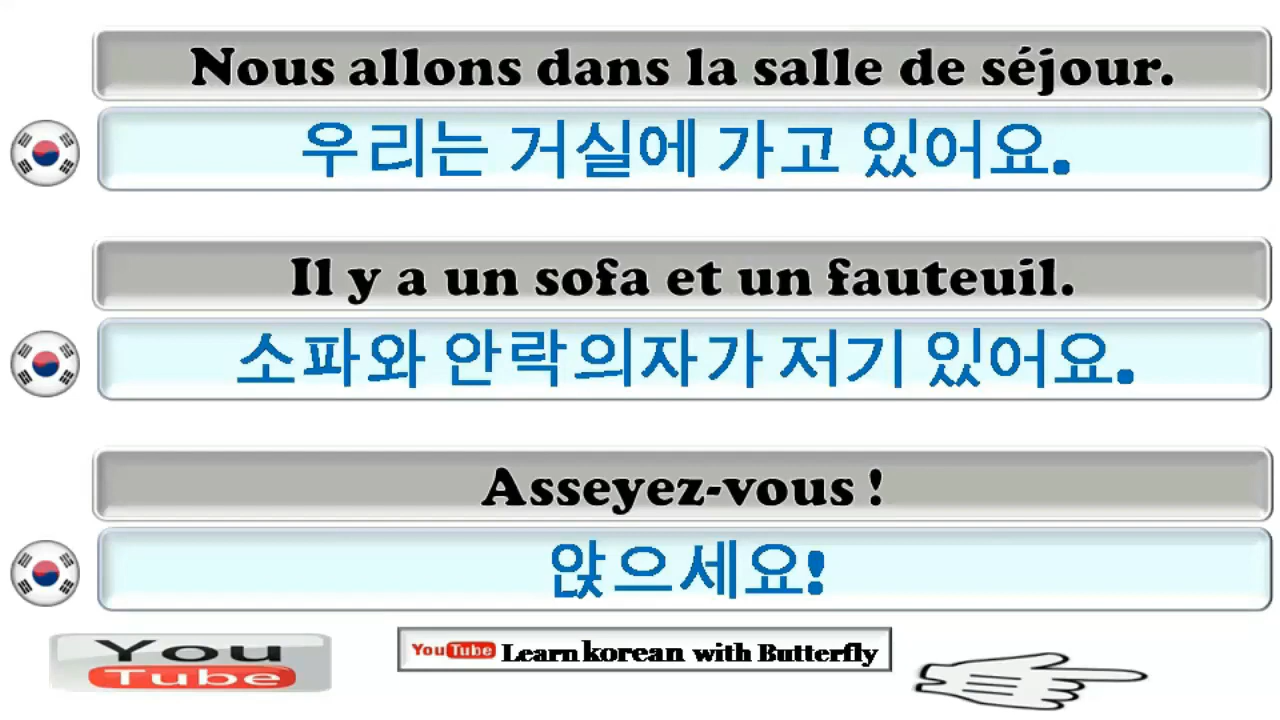 Nous allons dans la salle de séjour.
우리는 거실에 가고 있어요.
Il y a un sofa et un fauteuil.
소파와 안락의자가 저기 있어요.
Asseyez-vous !
앉으세요!
You
Tube
YouTube Learn korean with Butterfly